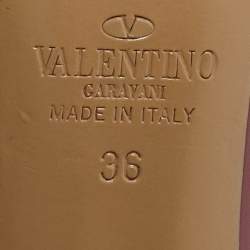 VALENTINO
GARAVANI
MADE IN ITALY
36